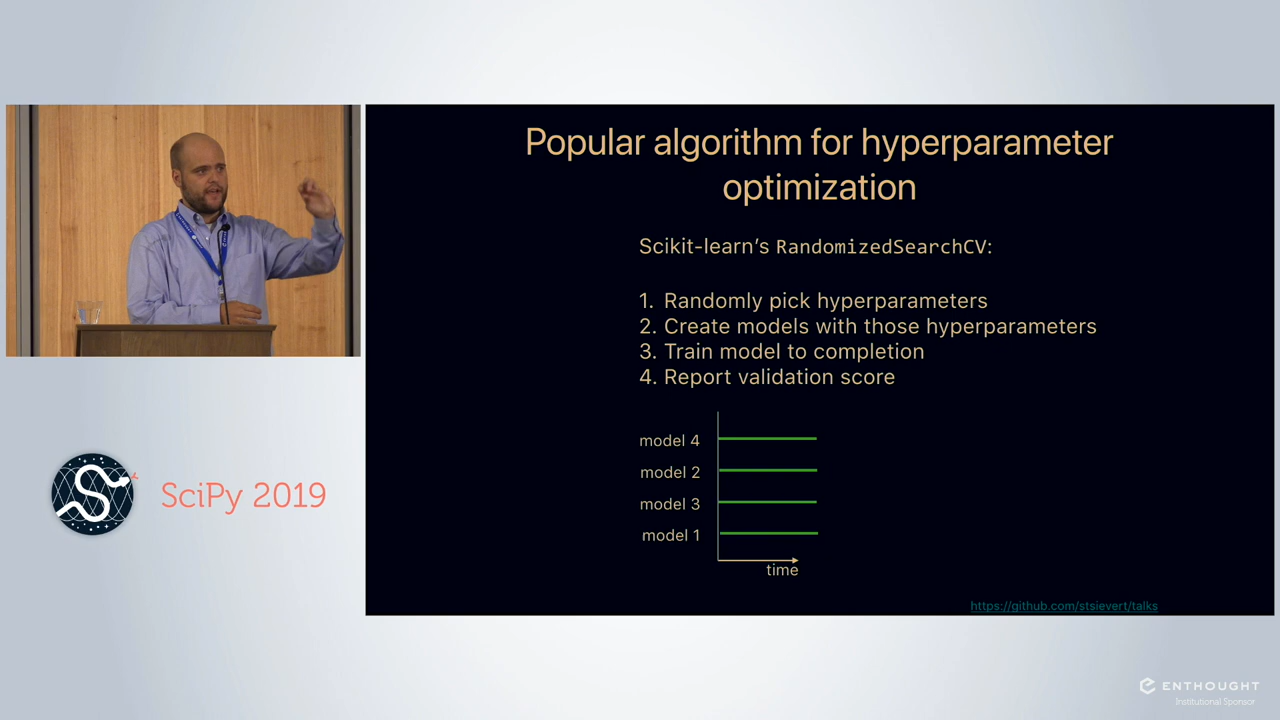 Popular algorithm for hyperparameter
optimization
Scikit-learn's RandomizedSearchCV:
1. Randomly pick hyperparameters
2. Create models with those hyperparameters
3. Train model to completion
4. Report validation score
model 4
model 2
model 3
model 1
time
https://github.com/stsievert/talks
SciPy 2019
ENTHOUGHT
Institutional Sponsor